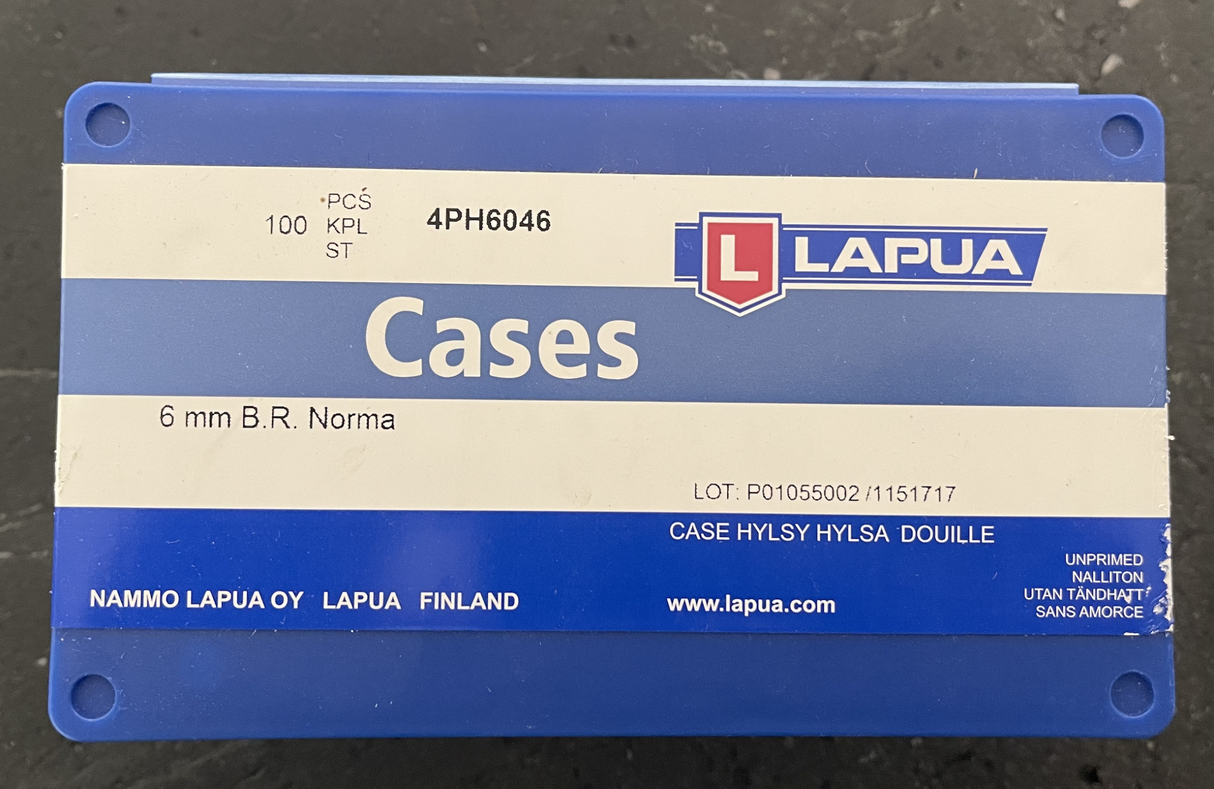 100 PCS
KPL
ST
4PH6046
L LAPUA
Cases
6 mm B.R. Norma
LOT: P01055002 /1151717
CASE HYLSY HYLSA DOUILLE
UNPRIMED
NALLITON
UTAN TÄNDHATT
SANS AMORCE
NAMMO LAPUA OY LAPUA FINLAND
www.lapua.com